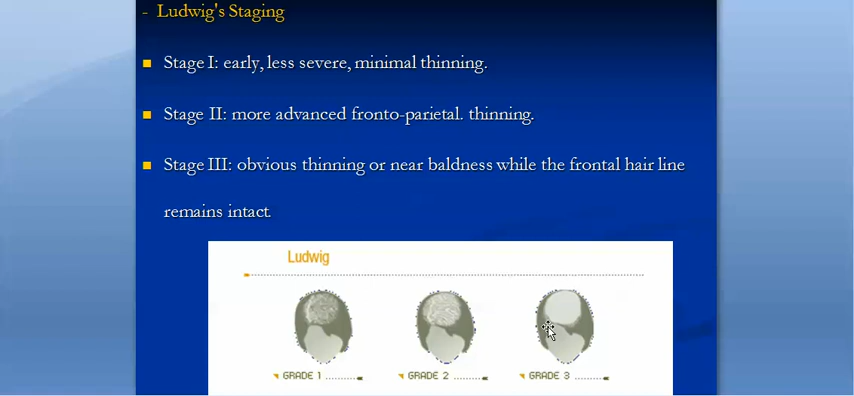 - Ludwig's Staging
Stage I: early, less severe, minimal thinning.
Stage II: more advanced fronto-parietal. thinning.
Stage III: obvious thinning or near baldness while the frontal hair line
remains intact.
Ludwig
GRADE 1
GRADE 2
GRADE 3